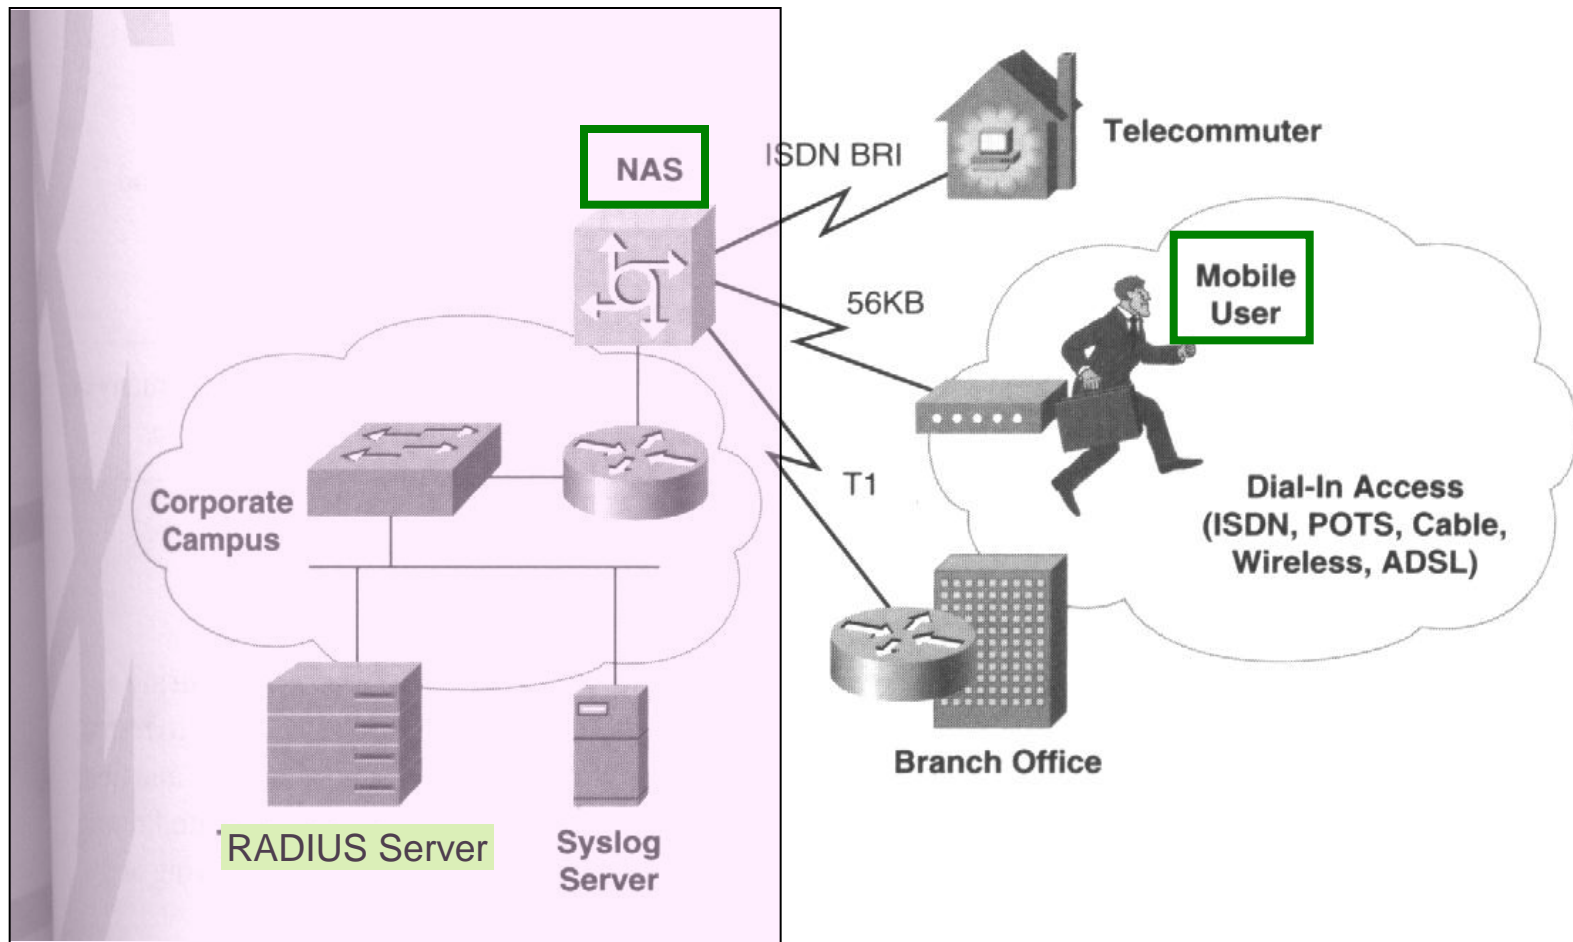 NAS
ISDN BRI
Telecommuter
Mobile
User
56KB
T1
Corporate
Campus
Dial-In Access
(ISDN, POTS, Cable,
Wireless, ADSL)
Branch Office
RADIUS Server
Syslog
Server